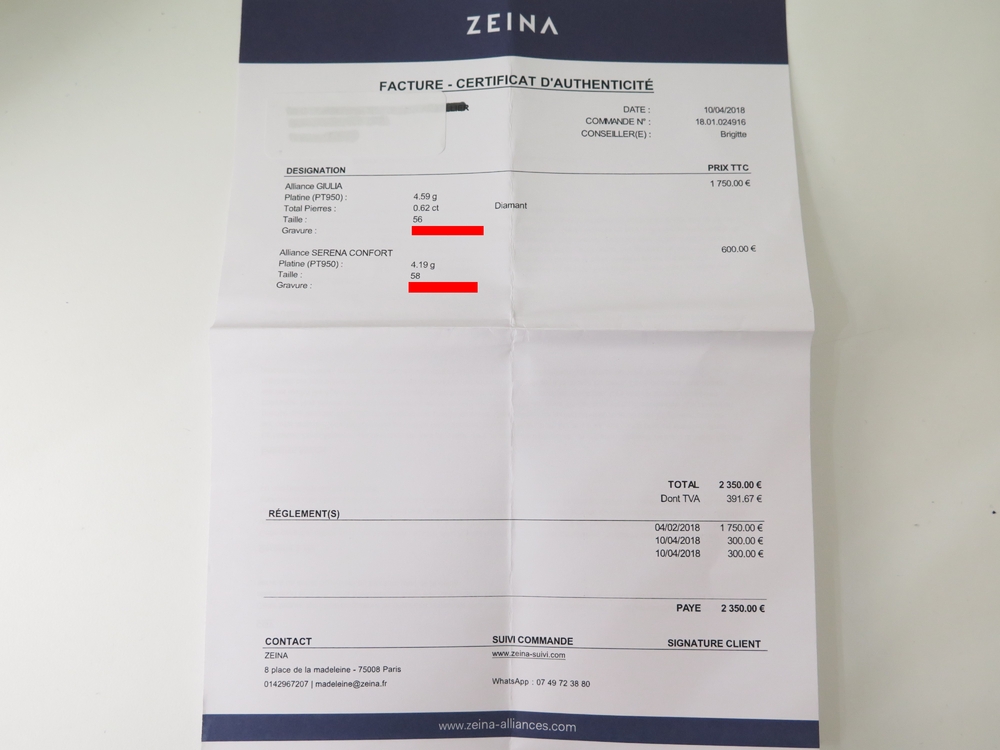 ZEINA
FACTURE - CERTIFICAT D'AUTHENTICITÉ
DATE : 10/04/2018
COMMANDE N° : 18.01.024916
CONSEILLER(E) : Brigitte
DESIGNATION PRIX TTC
Alliance GIULIA 1 750.00 €
Platine (PT950) : 4.59 g
Total Pierres : 0.62 ct Diamant
Taille : 56
Gravure :
Alliance SERENA CONFORT 600.00 €
Platine (PT950) : 4.19 g
Taille : 58
Gravure :
TOTAL 2 350.00 €
Dont TVA 391.67 €
RÉGLEMENT(S)
04/02/2018 1 750.00 €
10/04/2018 300.00 €
10/04/2018 300.00 €
PAYE 2 350.00 €
CONTACT SUIVI COMMANDE SIGNATURE CLIENT
ZEINA www.zeina-suivi.com
8 place de la madeleine - 75008 Paris
0142967207 | madeleine@zeina.fr WhatsApp : 07 49 72 38 80
www.zeina-alliances.com